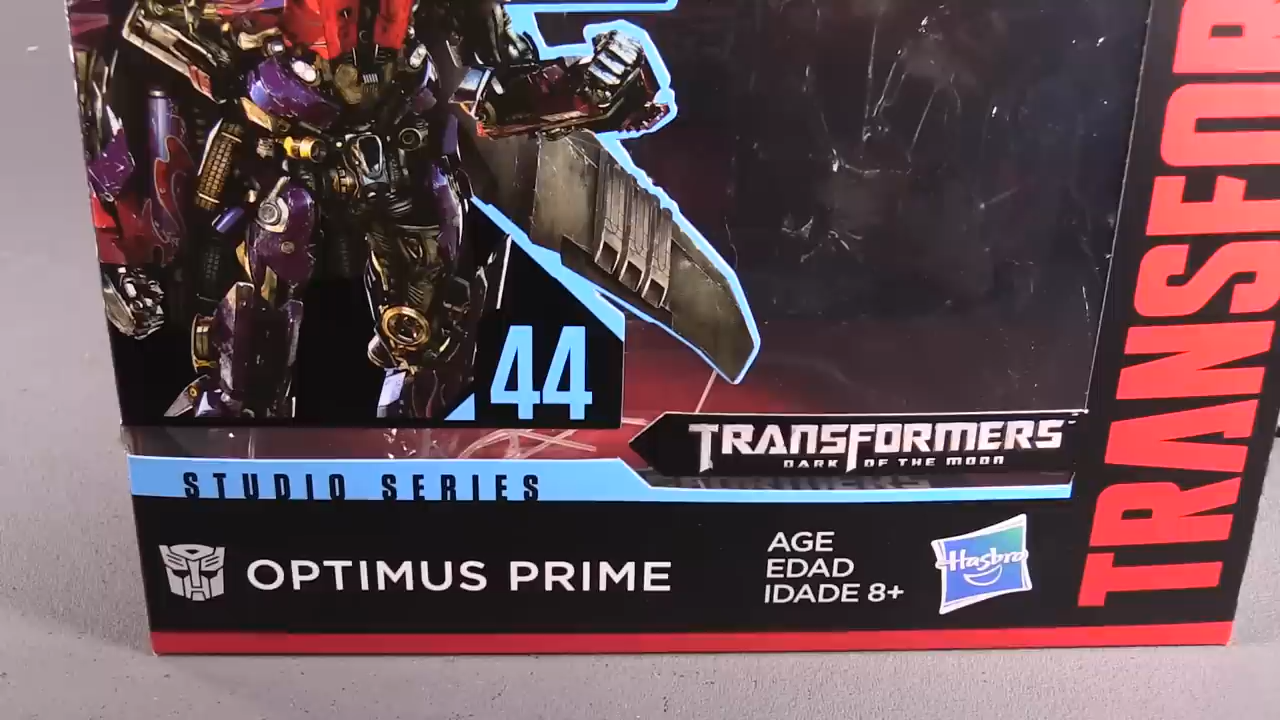 44
TRANSFORMERS
DARK OF THE MOON
STUDIO SERIES
OPTIMUS PRIME
AGE
EDAD
IDADE 8+
Hasbro
TRANSFOR